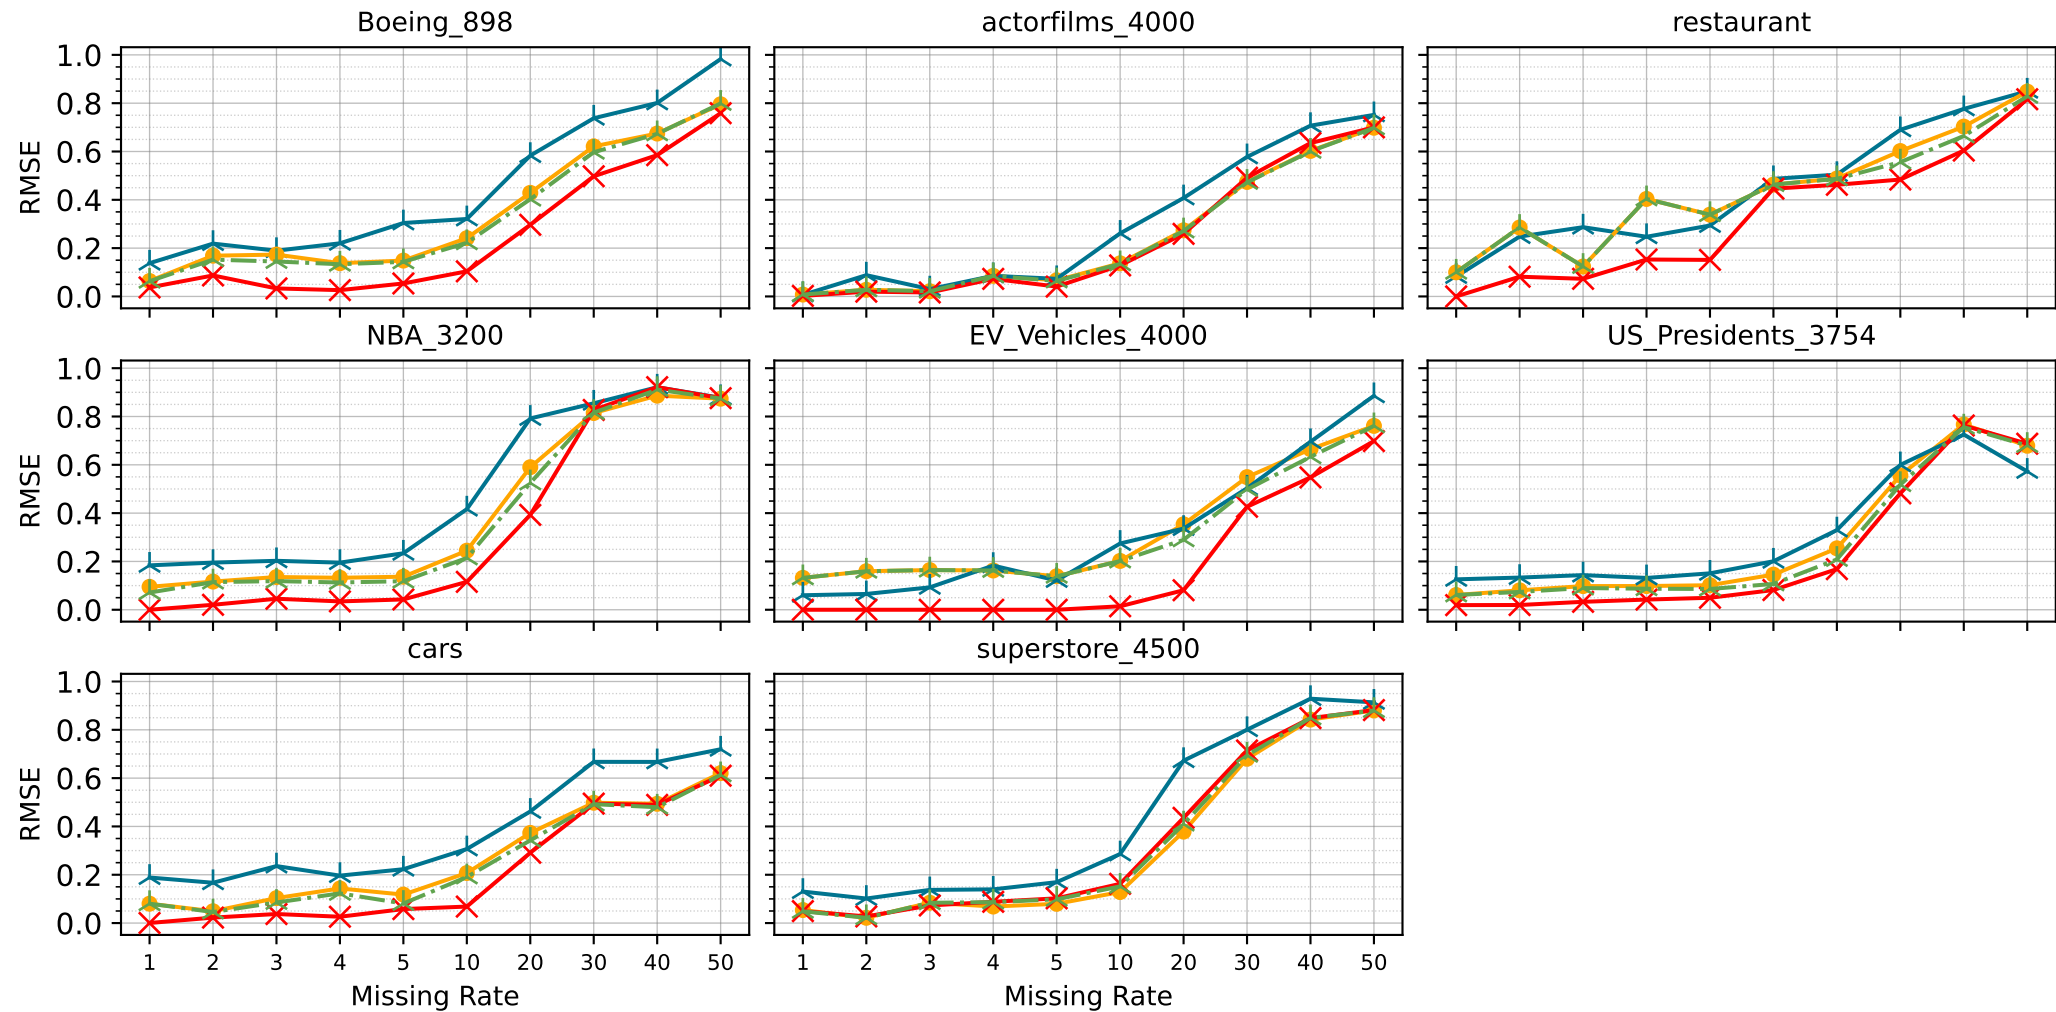 Boeing_898
actorfilms_4000
restaurant
RMSE
1.0
0.8
0.6
0.4
0.2
0.0
NBA_3200
EV_Vehicles_4000
US_Presidents_3754
RMSE
1.0
0.8
0.6
0.4
0.2
0.0
cars
superstore_4500
RMSE
1.0
0.8
0.6
0.4
0.2
0.0
1 2 3 4 5 10 20 30 40 50
1 2 3 4 5 10 20 30 40 50
Missing Rate
Missing Rate